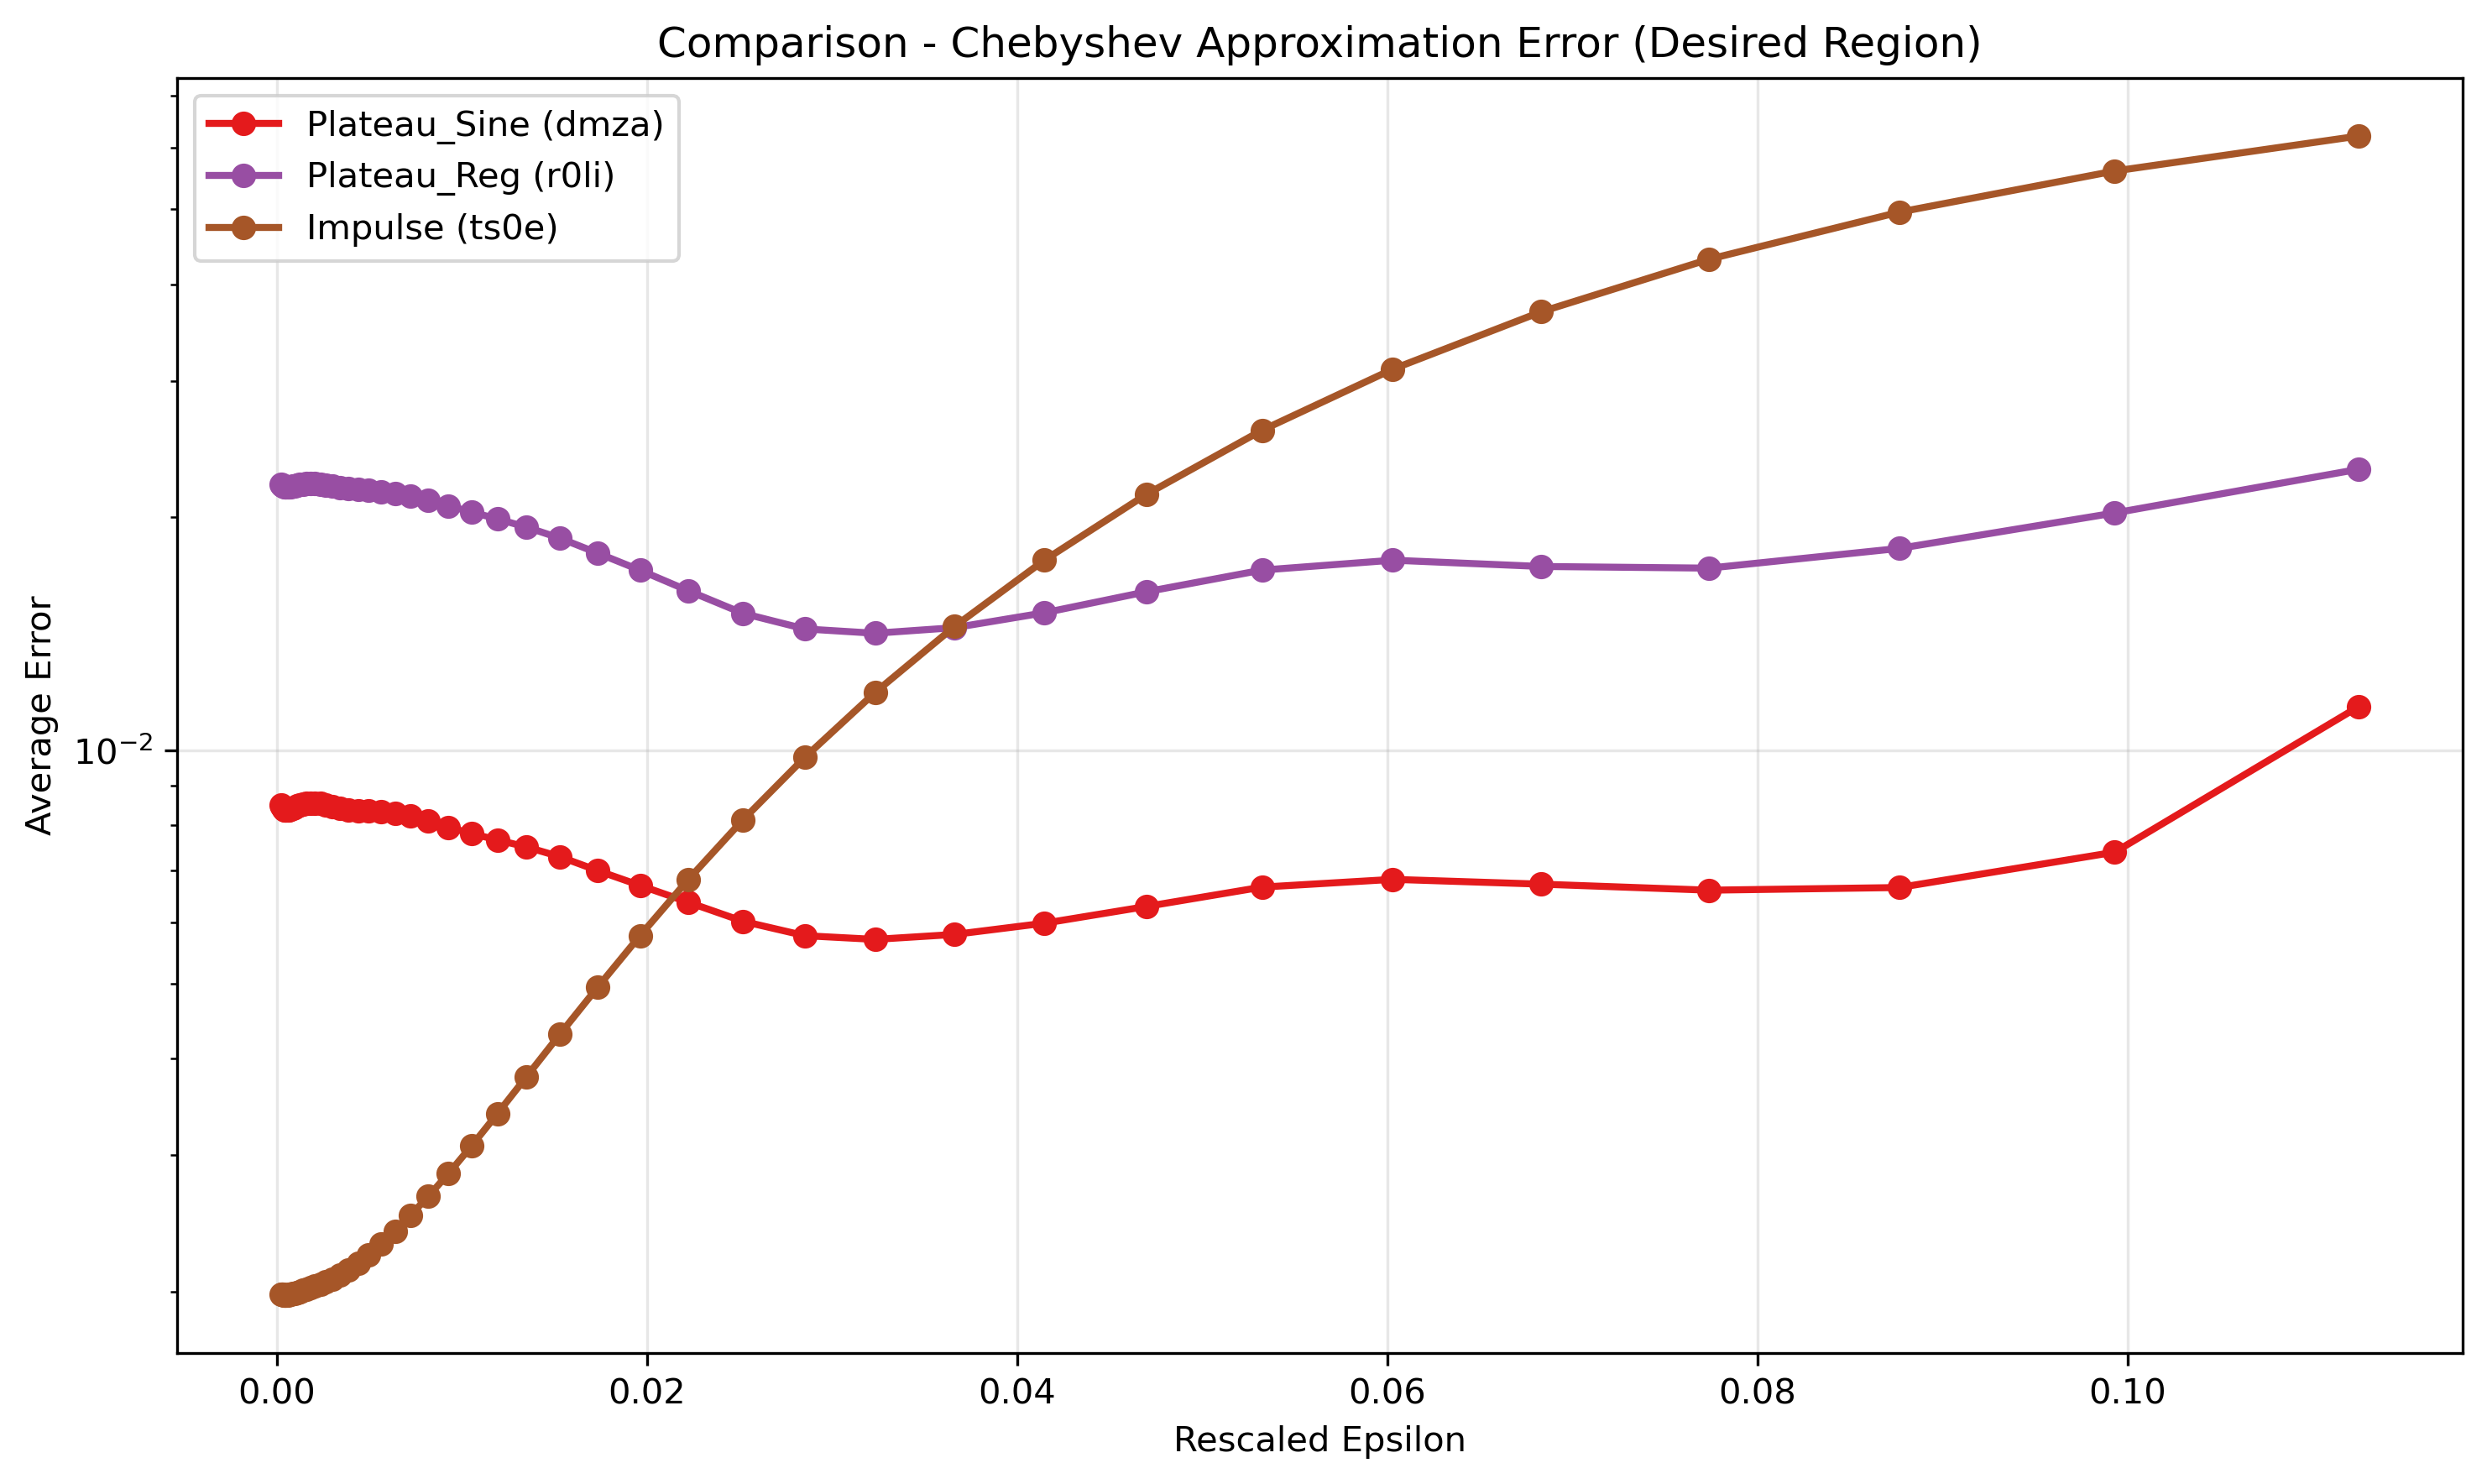 Comparison - Chebyshev Approximation Error (Desired Region)
Plateau_Sine (dmza)
Plateau_Reg (r0li)
Impulse (ts0e)
Average Error
10⁻²
0.00 0.02 0.04 0.06 0.08 0.10
Rescaled Epsilon